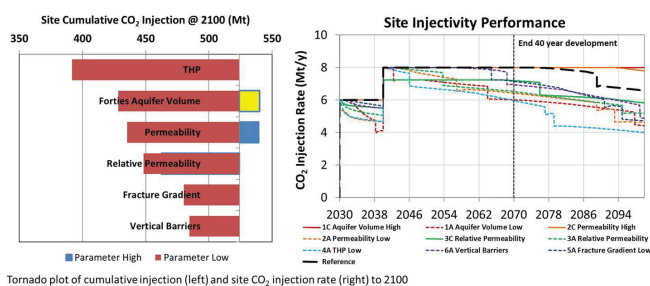 Site Cumulative CO₂ Injection @ 2100 (Mt)
350 400 450 500 550
THP
Forties Aquifer Volume
Permeability
Relative Permeability
Fracture Gradient
Vertical Barriers
Parameter High Parameter Low
Site Injectivity Performance
End 40 year development
CO₂ Injection Rate (Mt/y)
10
8
6
4
2
0
2030 2038 2046 2054 2062 2070 2078 2086 2094
1C Aquifer Volume High 1A Aquifer Volume Low 2C Permeability High
2A Permeability Low 3C Relative Permeability 3A Relative Permeability
4A THP Low 6A Vertical Barriers 5A Fracture Gradient Low
Reference
Tornado plot of cumulative injection (left) and site CO₂ injection rate (right) to 2100